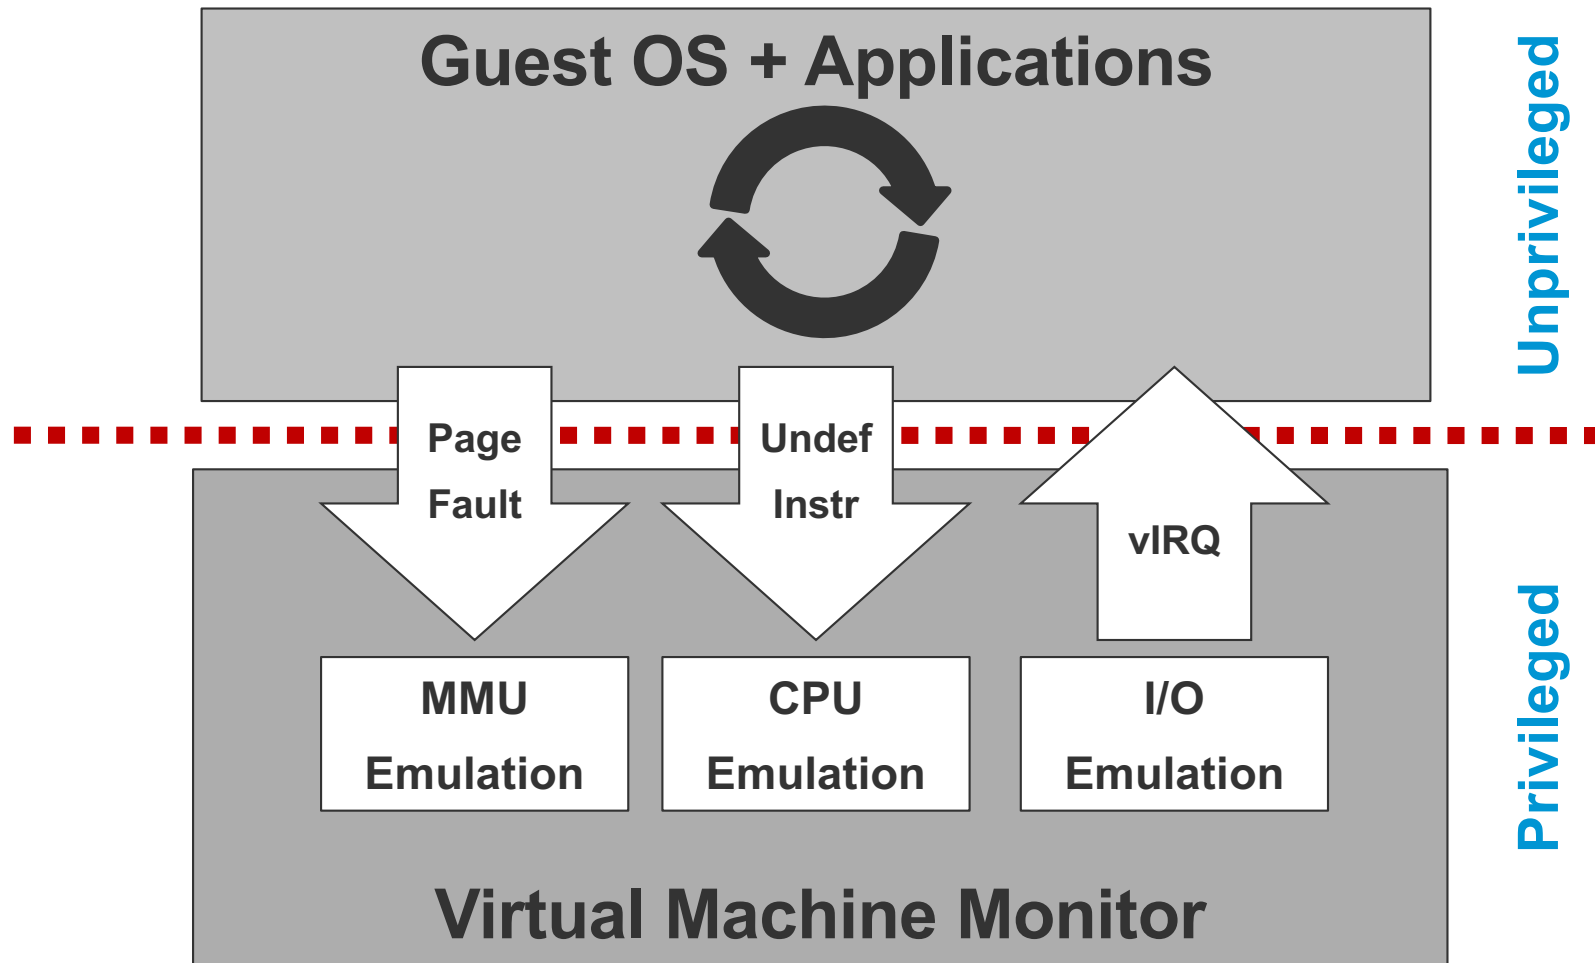 Guest OS + Applications
Unprivileged
Page
Fault
Undef
Instr
vIRQ
MMU
Emulation
CPU
Emulation
I/O
Emulation
Privileged
Virtual Machine Monitor